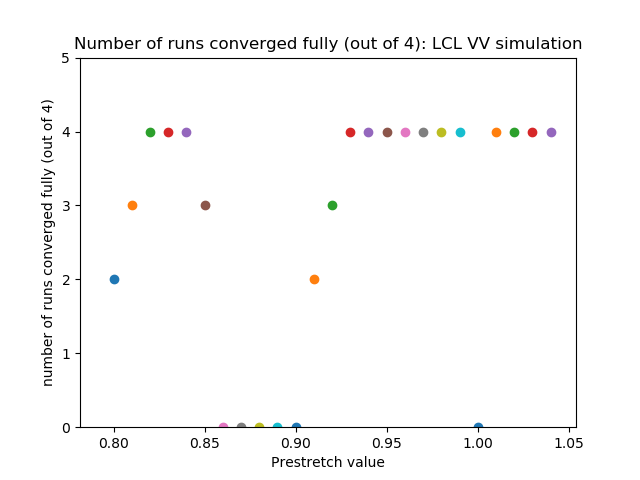 Number of runs converged fully (out of 4): LCL VV simulation
number of runs converged fully (out of 4)
5
4
3
2
1
0
0.80 0.85 0.90 0.95 1.00 1.05
Prestretch value